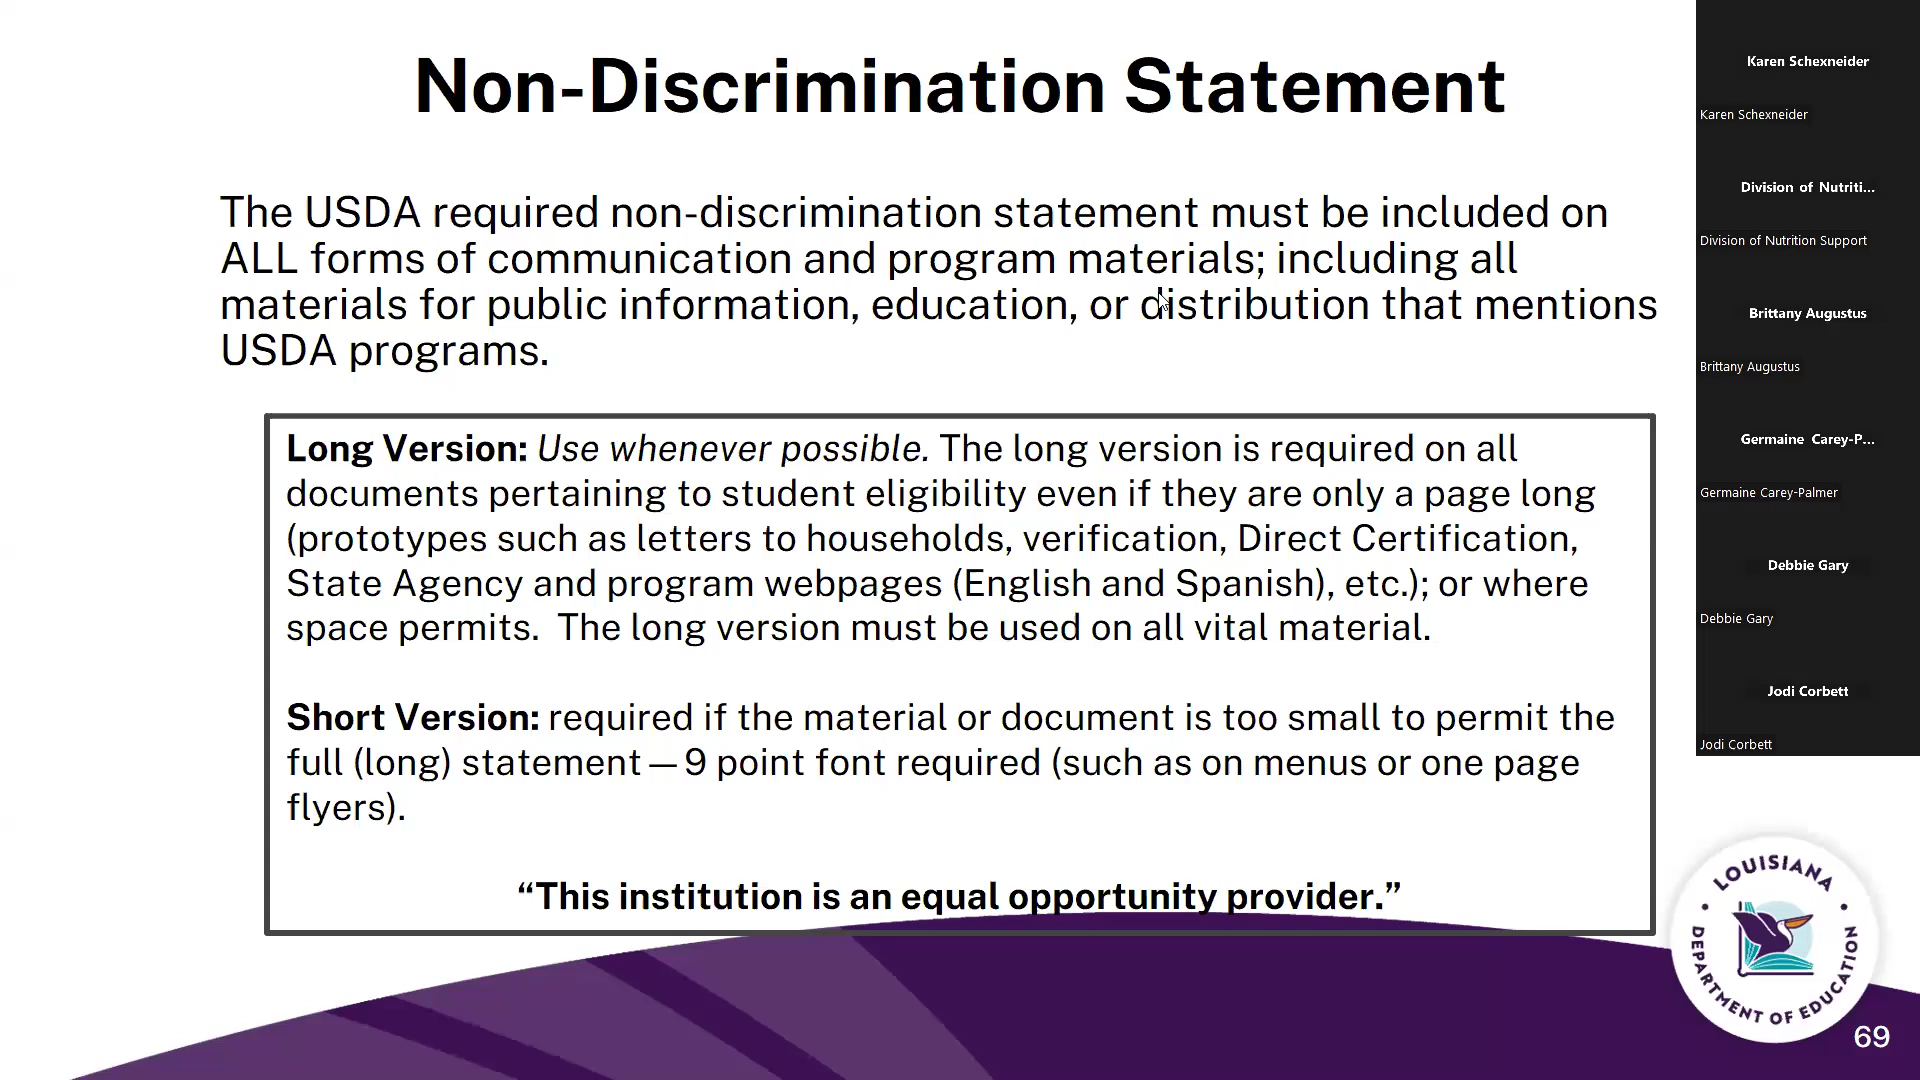 Non-Discrimination Statement
The USDA required non-discrimination statement must be included on
ALL forms of communication and program materials; including all
materials for public information, education, or distribution that mentions
USDA programs.
Long Version: Use whenever possible. The long version is required on all
documents pertaining to student eligibility even if they are only a page long
(prototypes such as letters to households, verification, Direct Certification,
State Agency and program webpages (English and Spanish), etc.); or where
space permits.  The long version must be used on all vital material.
Short Version: required if the material or document is too small to permit the
full (long) statement—9 point font required (such as on menus or one page
flyers).
“This institution is an equal opportunity provider.”
LOUISIANA
DEPARTMENT OF EDUCATION
69
Karen Schexneider
Karen Schexneider
Division of Nutriti...
Division of Nutrition Support
Brittany Augustus
Brittany Augustus
Germaine Carey-P...
Germaine Carey-Palmer
Debbie Gary
Debbie Gary
Jodi Corbett
Jodi Corbett